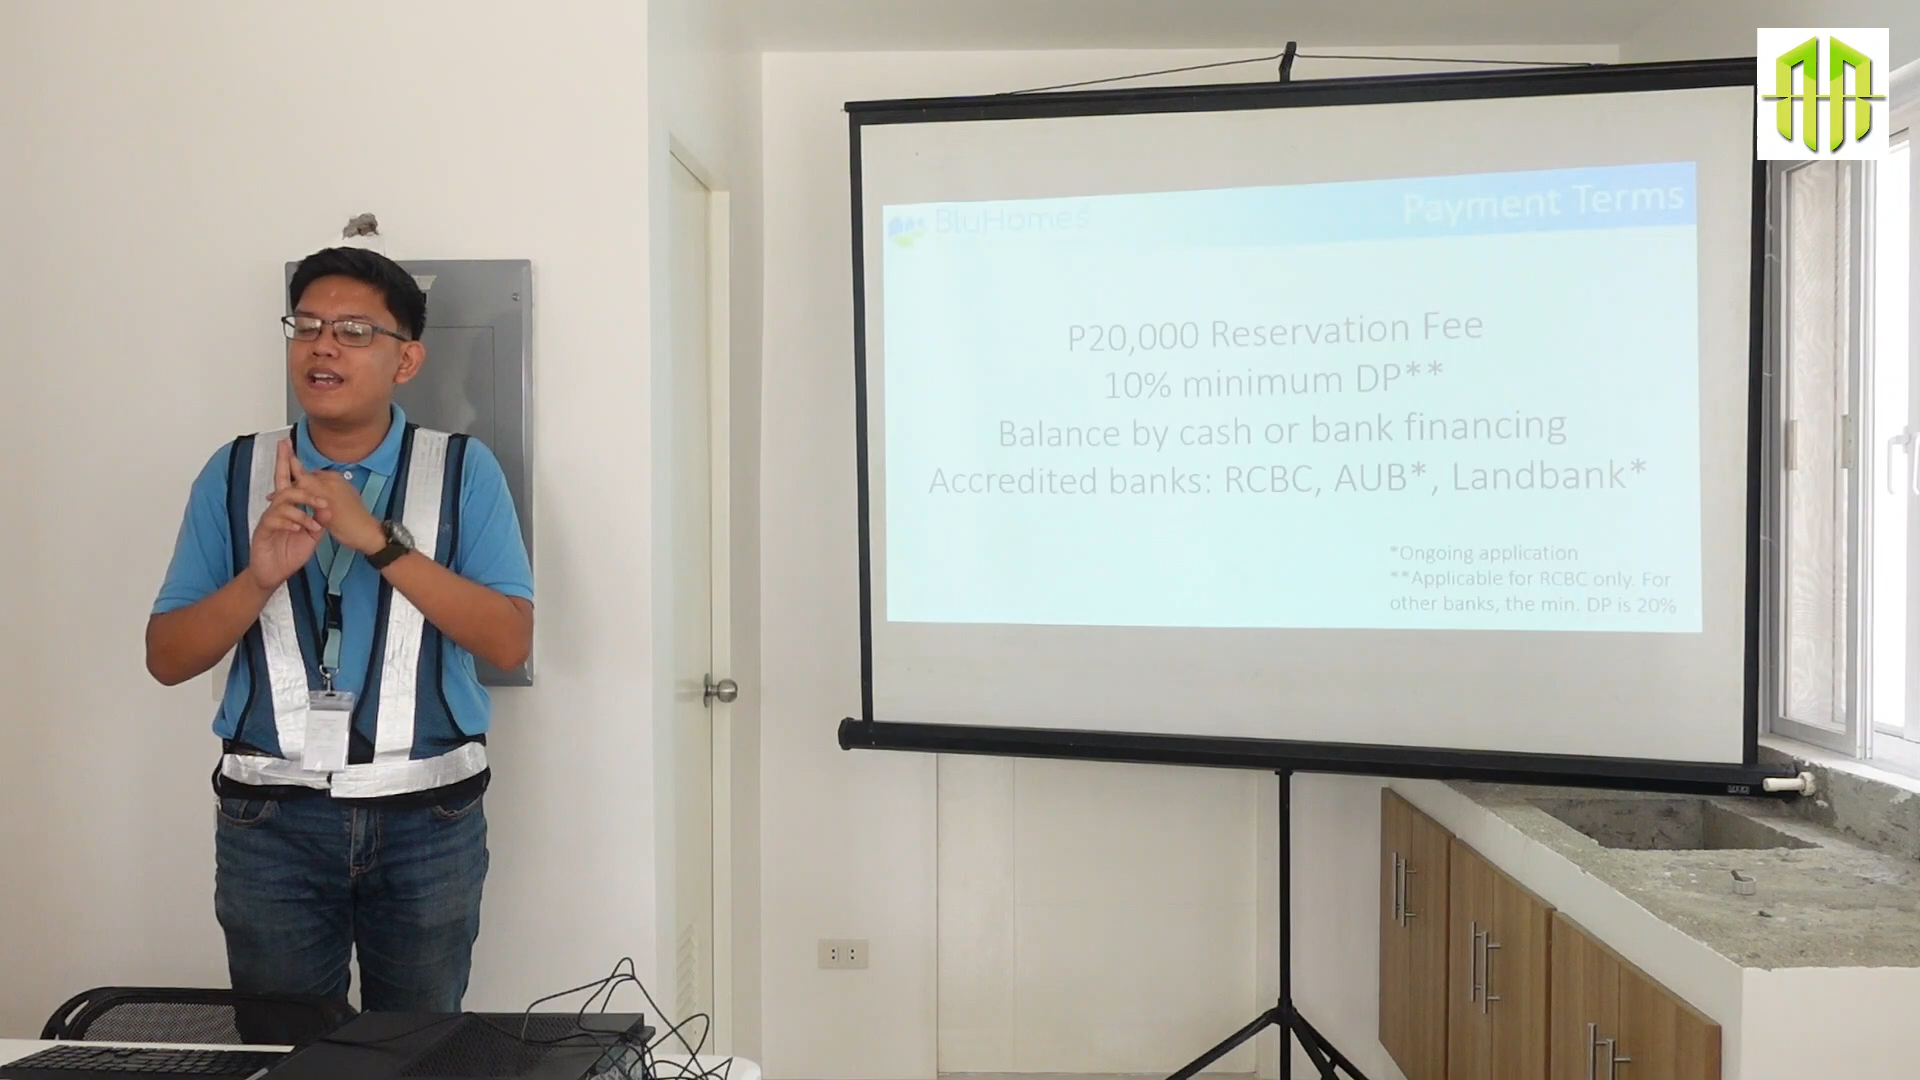 BluHomes
Payment Terms
P20,000 Reservation Fee
10% minimum DP**
Balance by cash or bank financing
Accredited banks: RCBC, AUB*, Landbank*
*Ongoing application
**Applicable for RCBC only. For
other banks, the min. DP is 20%